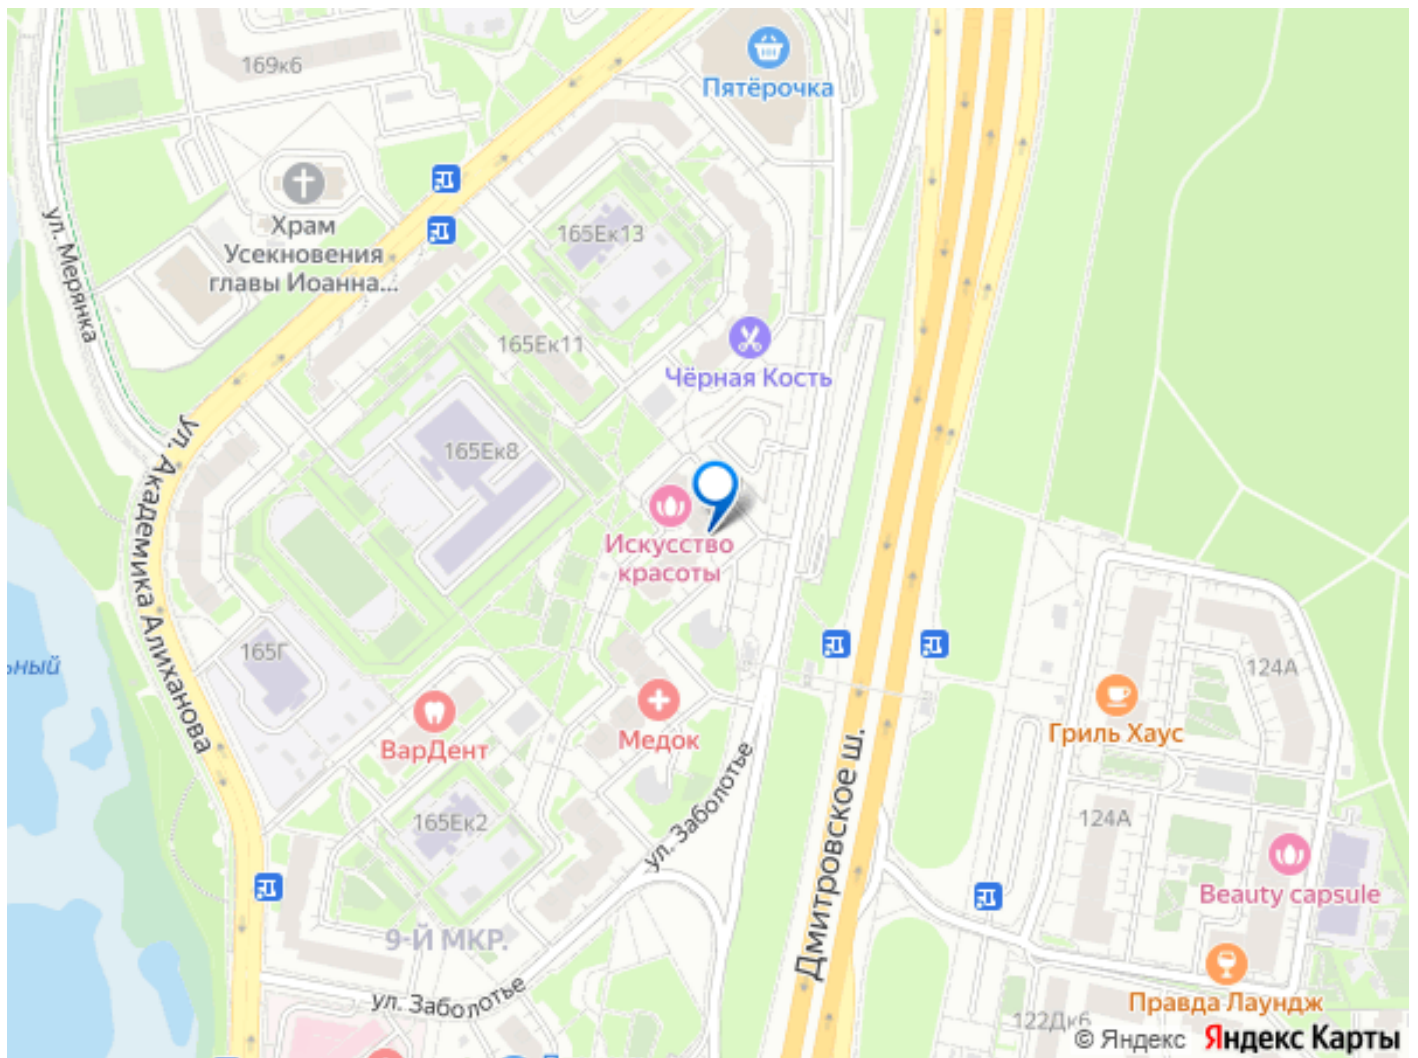 169к6
Пятёрочка
Храм
Усекновения
главы Иоанна...
165Ек13
ул. Мерянка
165Ек11
Чёрная Кость
165Ек8
ул. Академика Алиханова
Искусство
красоты
165Г
ьный
124А
Гриль Хаус
Медок
ВарДент
Дмитровское ш.
ул. Заболотье
165Ек2
124А
Beauty capsule
9-Й МКР.
ул. Заболотье
Правда Лаундж
122Дк6
© Яндекс Яндекс Карты